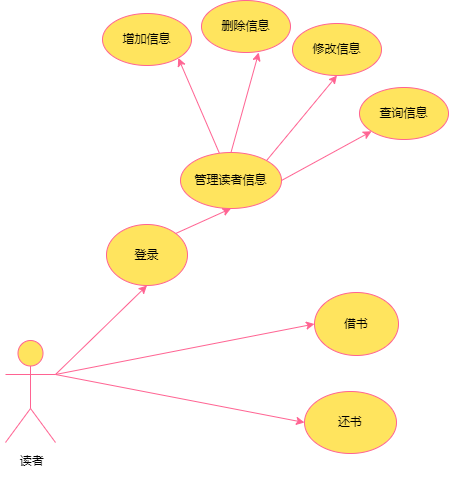 删除信息
增加信息
修改信息
查询信息
管理读者信息
登录
借书
还书
读者